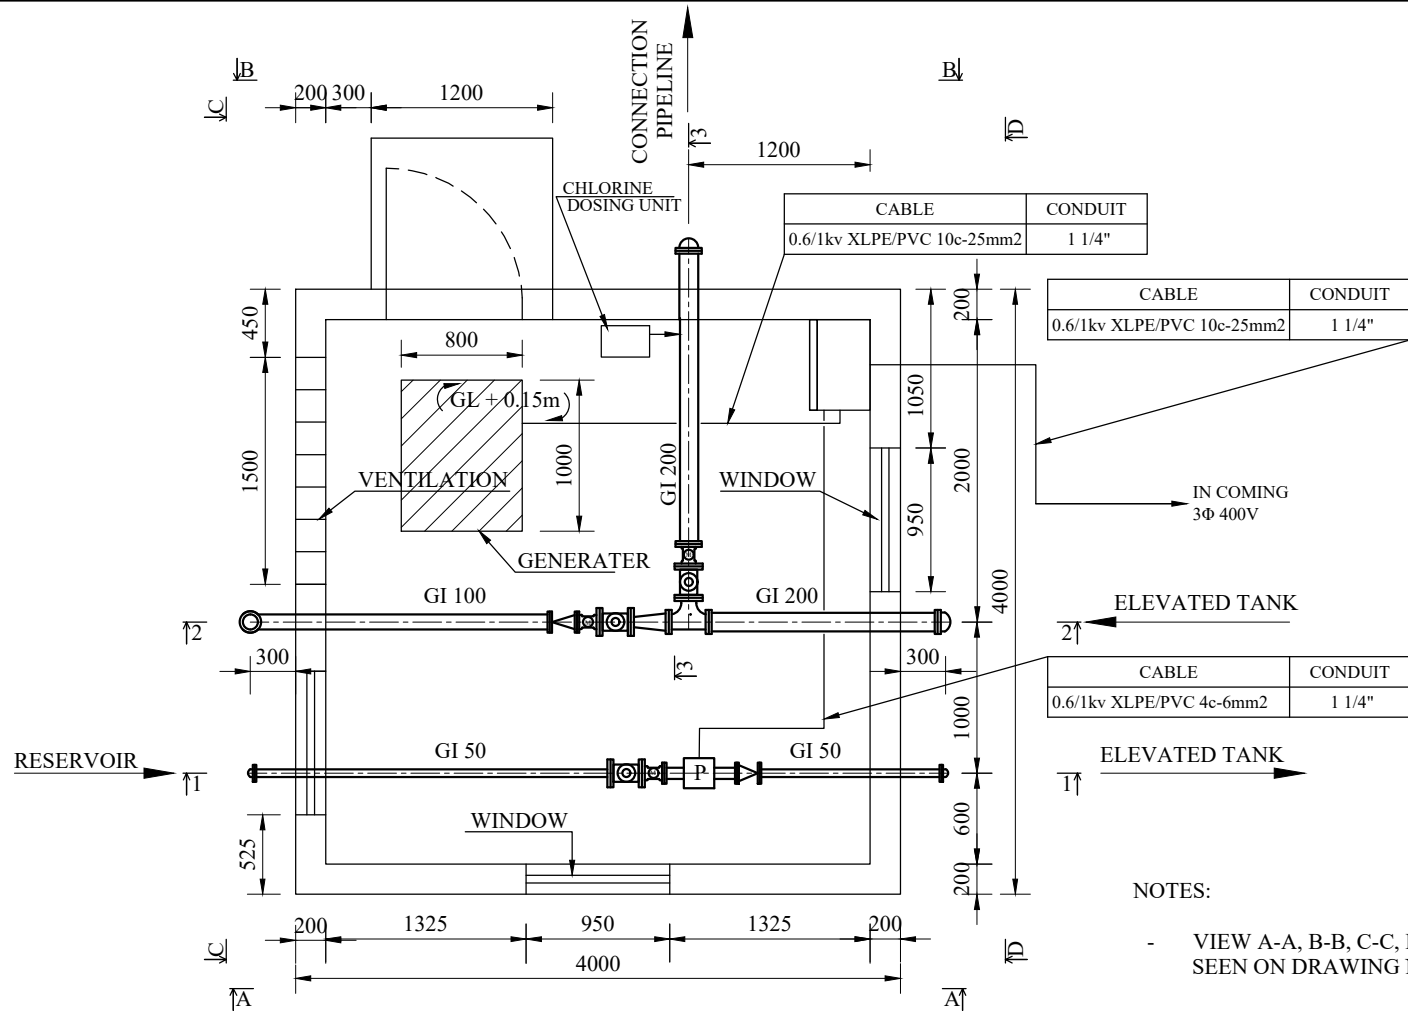 B
B
C
D
200
300
1200
CONNECTION
PIPELINE
3
1200
CHLORINE
DOSING UNIT
CABLE
CONDUIT
0.6/1kv XLPE/PVC 10c-25mm2
1 1/4"
CABLE
CONDUIT
0.6/1kv XLPE/PVC 10c-25mm2
1 1/4"
450
200
800
GL + 0.15m
1050
1500
1000
GI 200
2000
VENTILATION
WINDOW
950
IN COMING
3Φ 400V
GENERATER
GI 100
GI 200
4000
ELEVATED TANK
2
2
300
3
300
CABLE
CONDUIT
0.6/1kv XLPE/PVC 4c-6mm2
1 1/4"
1000
RESERVOIR
GI 50
GI 50
ELEVATED TANK
P
1
1
WINDOW
600
525
200
NOTES:
200
1325
950
1325
200
C
D
- VIEW A-A, B-B, C-C,
SEEN ON DRAWING
4000
A
A